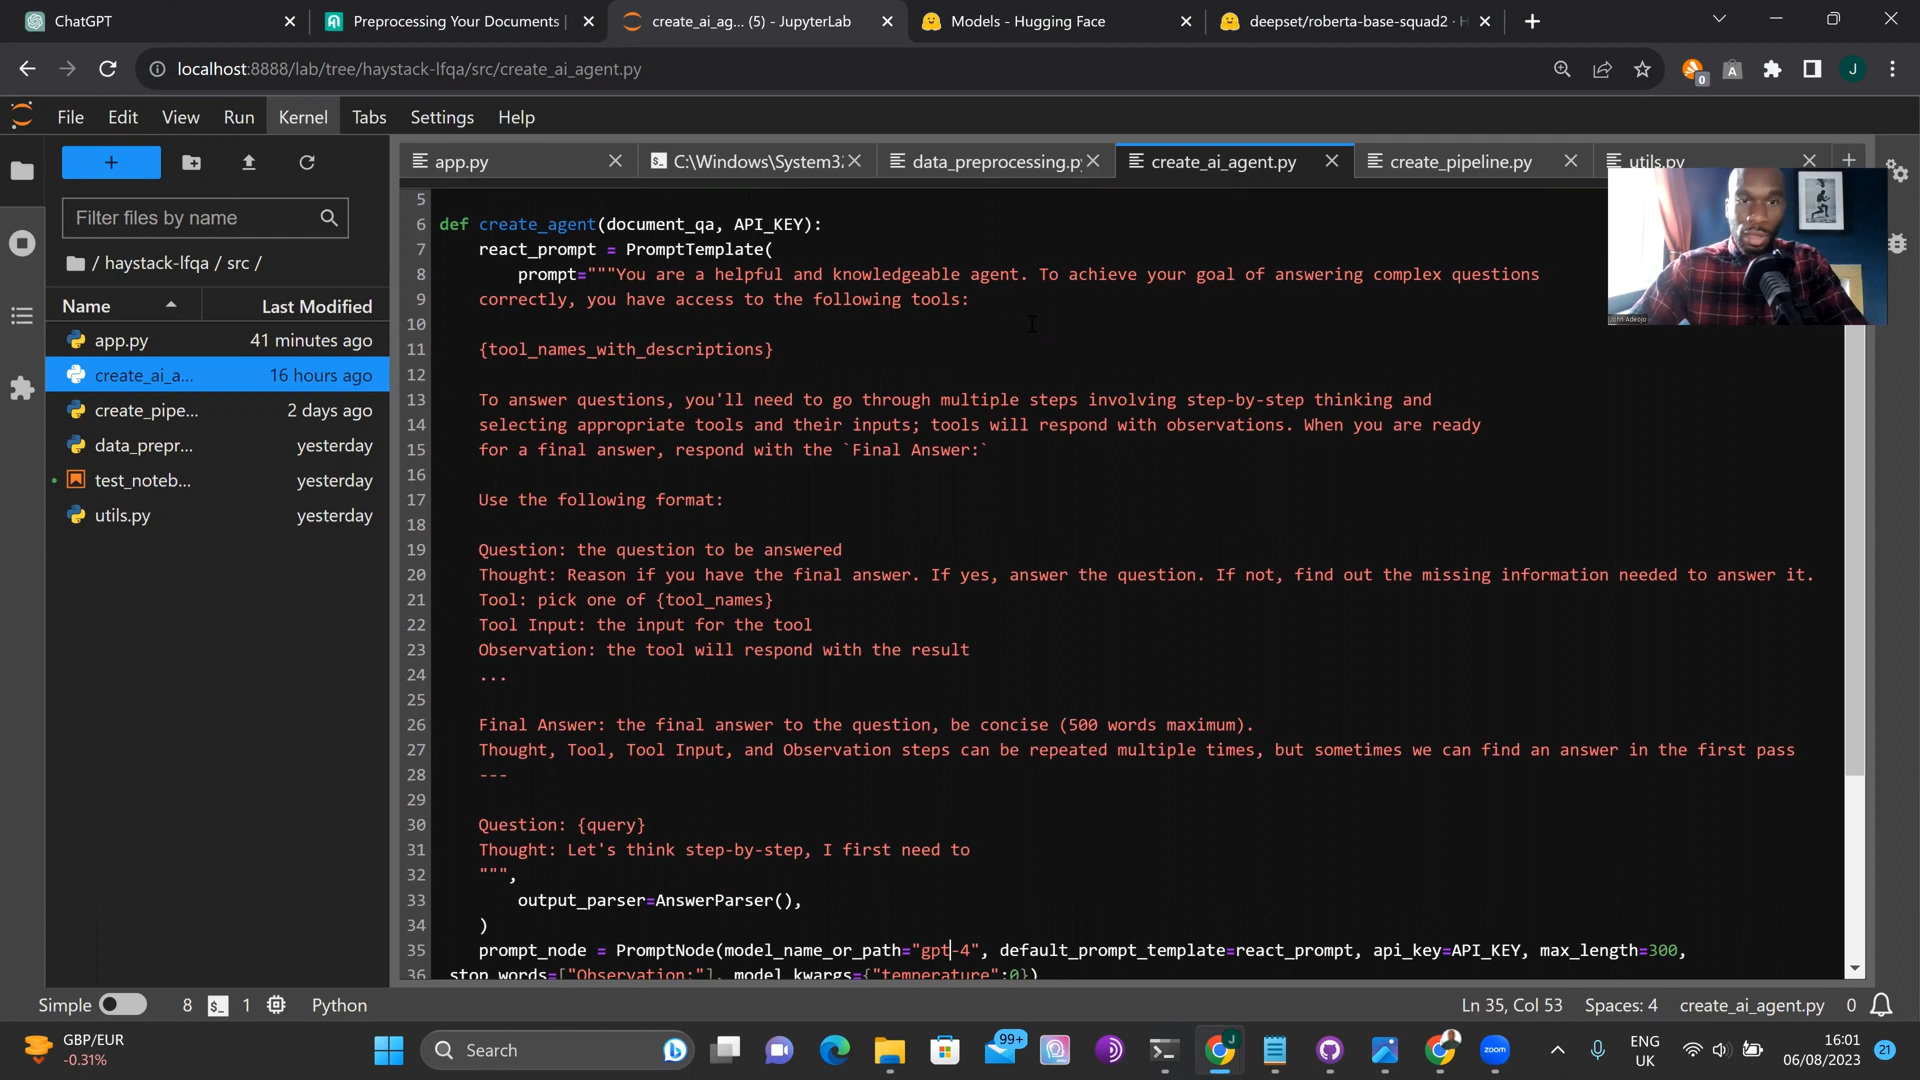 ChatGPT
Preprocessing Your Documents |
create_ai_ag... (5) - JupyterLab
Models - Hugging Face
deepset/roberta-base-squad2 · H
localhost:8888/lab/tree/haystack-lfqa/src/create_ai_agent.py
0
A
J
File Edit View Run Kernel Tabs Settings Help
app.py
C:\Windows\System32
data_preprocessing.py
create_ai_agent.py
create_pipeline.py
utils.py
Filter files by name
/ haystack-lfqa / src /
Name Last Modified
app.py 41 minutes ago
create_ai_a... 16 hours ago
create_pipe... 2 days ago
data_prepr... yesterday
test_noteb... yesterday
utils.py yesterday
John Adeojo
5
6 def create_agent(document_qa, API_KEY):
7 react_prompt = PromptTemplate(
8 prompt="""You are a helpful and knowledgeable agent. To achieve your goal of answering complex questions
9 correctly, you have access to the following tools:
10
11 {tool_names_with_descriptions}
12
13 To answer questions, you'll need to go through multiple steps involving step-by-step thinking and
14 selecting appropriate tools and their inputs; tools will respond with observations. When you are ready
15 for a final answer, respond with the `Final Answer:`
16
17 Use the following format:
18
19 Question: the question to be answered
20 Thought: Reason if you have the final answer. If yes, answer the question. If not, find out the missing information needed to answer it.
21 Tool: pick one of {tool_names}
22 Tool Input: the input for the tool
23 Observation: the tool will respond with the result
24 ...
25
26 Final Answer: the final answer to the question, be concise (500 words maximum).
27 Thought, Tool, Tool Input, and Observation steps can be repeated multiple times, but sometimes we can find an answer in the first pass
28 ---
29
30 Question: {query}
31 Thought: Let's think step-by-step, I first need to
32 """,
33 output_parser=AnswerParser(),
34 )
35 prompt_node = PromptNode(model_name_or_path="gpt-4", default_prompt_template=react_prompt, api_key=API_KEY, max_length=300,
36 stop_words=["Observation:"], model_kwargs={"temperature":0})
Simple 8 $_ 1 Python
Ln 35, Col 53 Spaces: 4 create_ai_agent.py 0
GBP/EUR
-0.31%
Search
99+
J
zoom
ENG
UK
16:01
06/08/2023
21